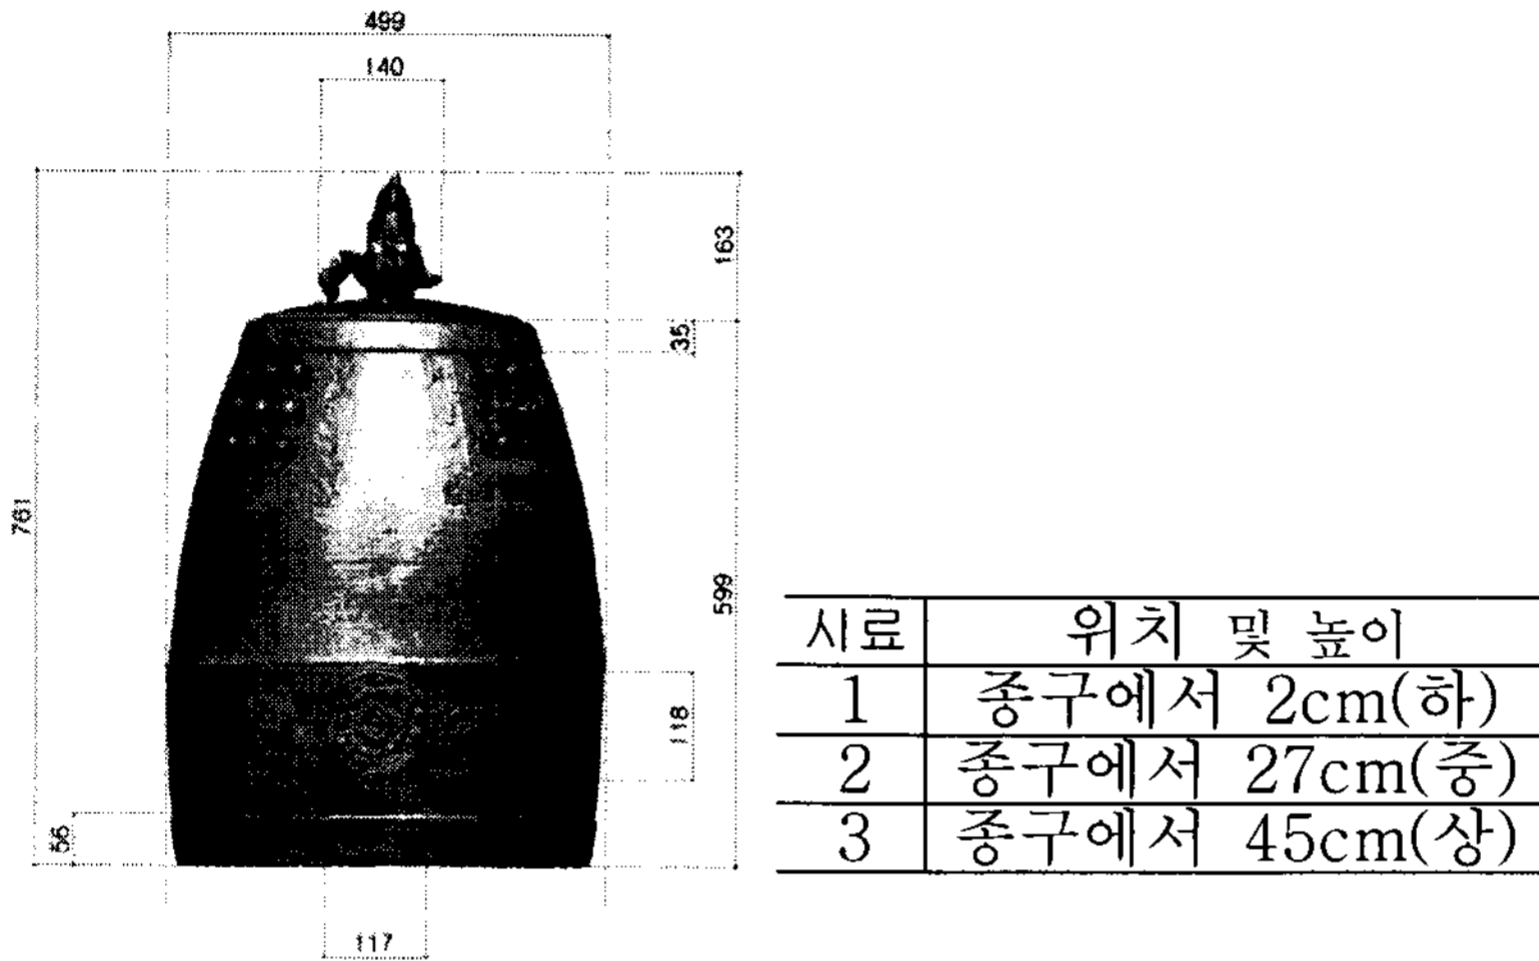 499
140
163
35
761
599
118
56
117
시료 위치 및 높이
1 종구에서 2cm(하)
2 종구에서 27cm(중)
3 종구에서 45cm(상)